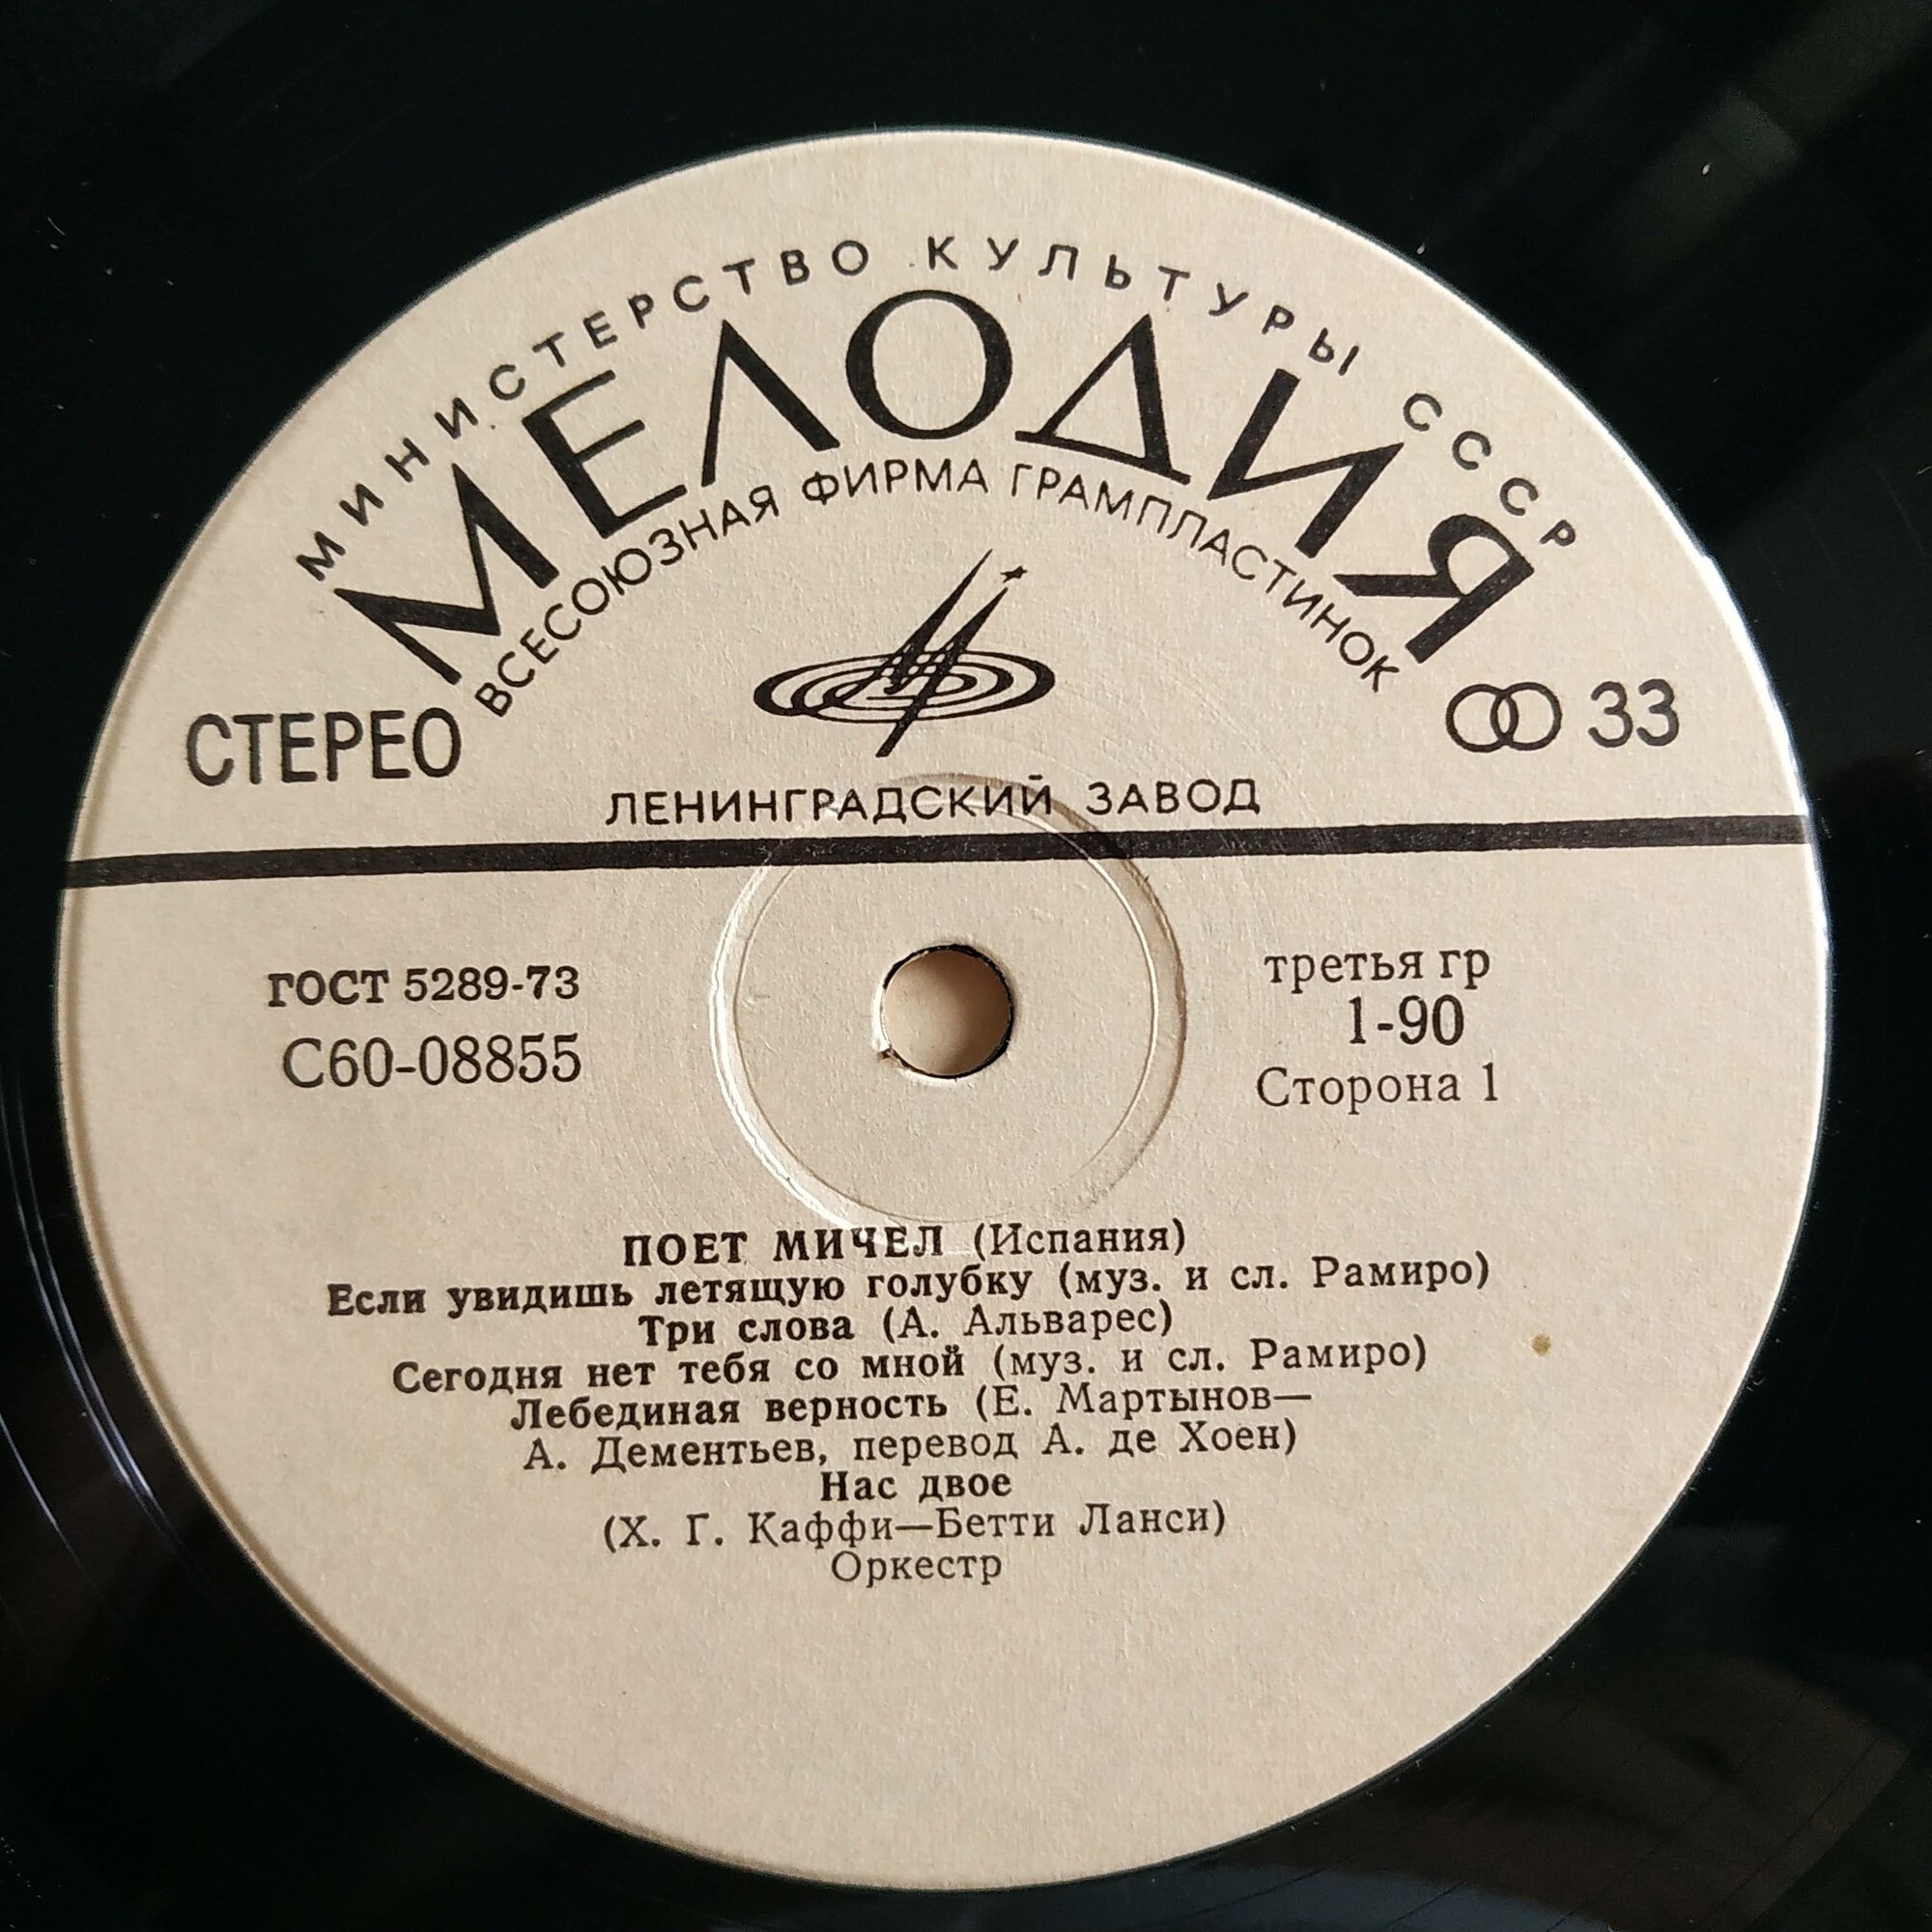 МИНИСТЕРСТВО КУЛЬТУРЫ СССР
МЕЛОДИЯ
ВСЕСОЮЗНАЯ ФИРМА ГРАМПЛАСТИНОК
СТЕРЕО
33
ЛЕНИНГРАДСКИЙ ЗАВОД
ГОСТ 5289-73
С60-08855
третья гр
1-90
Сторона 1
ПОЕТ МИЧЕЛ (Испания)
Если увидишь летящую голубку (муз. и сл. Рамиро)
Три слова (А. Альварес)
Сегодня нет тебя со мной (муз. и сл. Рамиро)
Лебединая верность (Е. Мартынов—
А. Дементьев, перевод А. де Хоен)
Нас двое
(Х. Г. Каффи—Бетти Ланси)
Оркестр